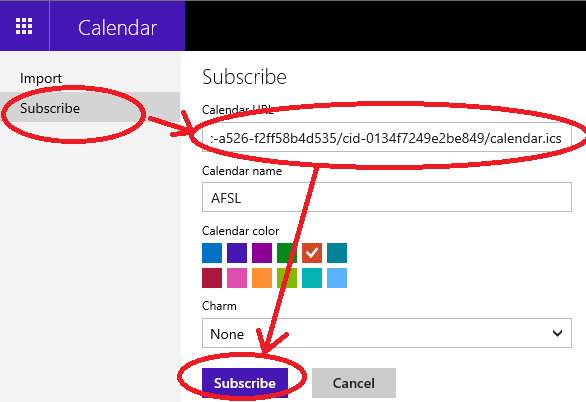 Calendar
Import
Subscribe
Subscribe
Calendar URL
:-a526-f2ff58b4d535/cid-0134f7249e2be849/calendar.ics
Calendar name
AFSL
Calendar color
Charm
None
Subscribe
Cancel